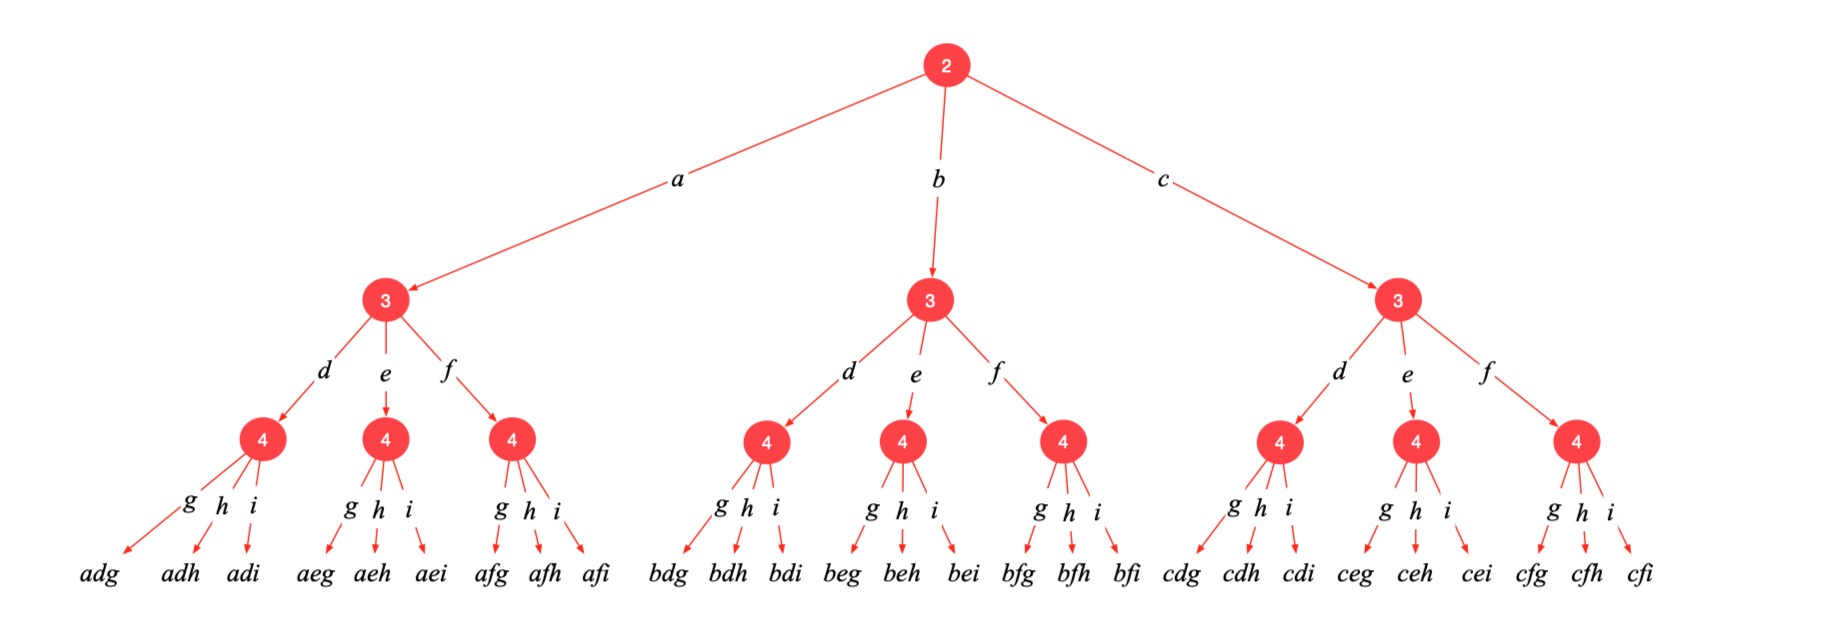 2
a b c
3 3 3
d e f d e f d e f
4 4 4 4 4 4 4 4 4
g h i g h i g h i g h i g h i g h i g h i g h i g h i
adg adh adi aeg aeh aei afg afh afi bdg bdh bdi beg beh bei bfg bfh bfi cdg cdh cdi ceg ceh cei cfg cfh cfi